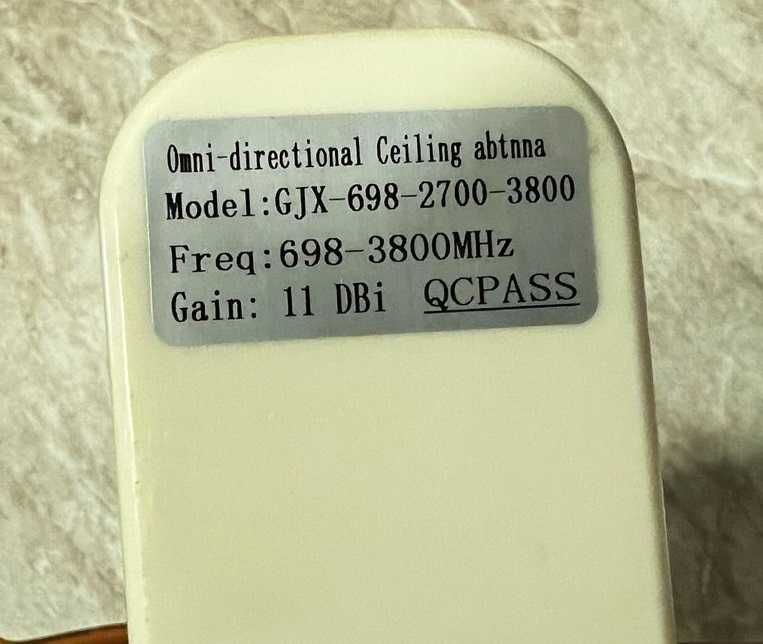 Omni-directional Ceiling abtnna
Model:GJX-698-2700-3800
Freq:698-3800MHz
Gain: 11 DBi QCPASS